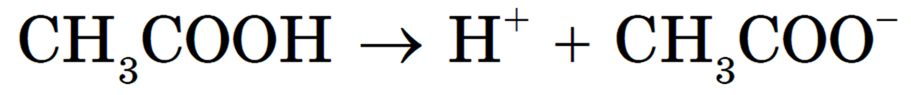 CH₃COOH → H⁺ + CH₃COO⁻